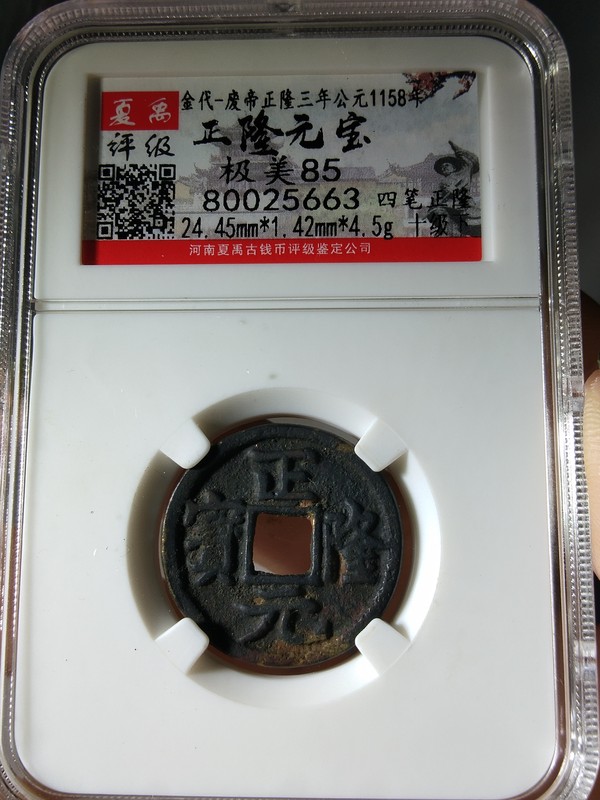 夏禹
评级
金代-废帝正隆三年公元1158年
正隆元宝
极美85
80025663 四笔正隆
24.45mm*1.42mm*4.5g 十级下
河南夏禹古钱币评级鉴定公司
正
寶 隆
元